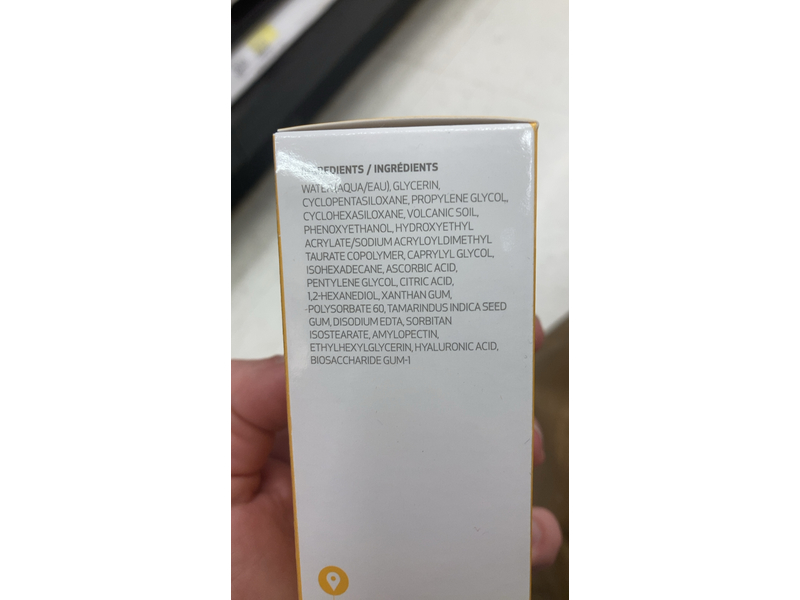 INGREDIENTS / INGRÉDIENTS
WATER (AQUA/EAU), GLYCERIN,
CYCLOPENTASILOXANE, PROPYLENE GLYCOL,
CYCLOHEXASILOXANE, VOLCANIC SOIL,
PHENOXYETHANOL, HYDROXYETHYL
ACRYLATE/SODIUM ACRYLOYLDIMETHYL
TAURATE COPOLYMER, CAPRYLYL GLYCOL,
ISOHEXADECANE, ASCORBIC ACID,
PENTYLENE GLYCOL, CITRIC ACID,
1,2-HEXANEDIOL, XANTHAN GUM,
POLYSORBATE 60, TAMARINDUS INDICA SEED
GUM, DISODIUM EDTA, SORBITAN
ISOSTEARATE, AMYLOPECTIN,
ETHYLHEXYLGLYCERIN, HYALURONIC ACID,
BIOSACCHARIDE GUM-1